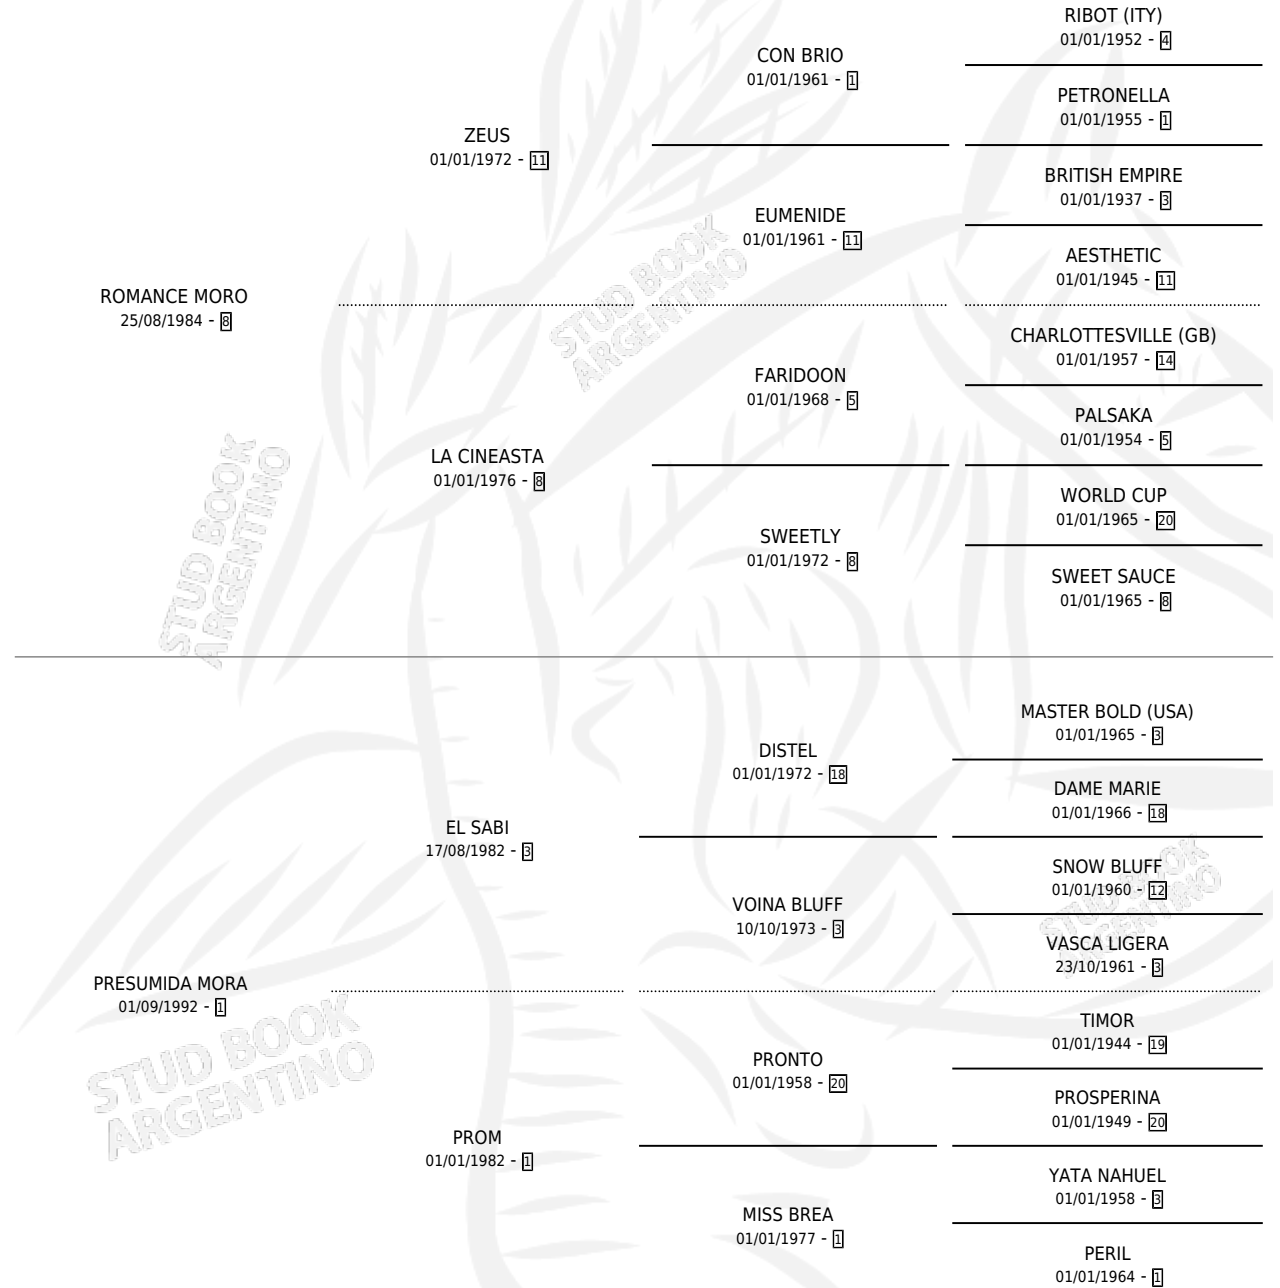 RIBOT (ITY)
01/01/1952 - 4
CON BRIO
01/01/1961 - 1
PETRONELLA
01/01/1955 - 1
ZEUS
01/01/1972 - 11
BRITISH EMPIRE
01/01/1937 - 3
EUMENIDE
01/01/1961 - 11
AESTHETIC
01/01/1945 - 11
ROMANCE MORO
25/08/1984 - 8
STUD BOOK
ARGENTINO
CHARLOTTESVILLE (GB)
01/01/1957 - 14
FARIDOON
01/01/1968 - 5
PALSAKA
01/01/1954 - 5
LA CINEASTA
01/01/1976 - 8
WORLD CUP
01/01/1965 - 20
SWEETLY
01/01/1972 - 8
SWEET SAUCE
01/01/1965 - 8
STUD BOOK
ARGENTINO
MASTER BOLD (USA)
01/01/1965 - 3
DISTEL
01/01/1972 - 18
DAME MARIE
01/01/1966 - 18
EL SABI
17/08/1982 - 3
SNOW BLUFF
01/01/1960 - 12
VOINA BLUFF
10/10/1973 - 3
STUD BOOK
ARGENTINO
VASCA LIGERA
23/10/1961 - 3
PRESUMIDA MORA
01/09/1992 - 1
STUD BOOK
ARGENTINO
TIMOR
01/01/1944 - 19
PRONTO
01/01/1958 - 20
PROSPERINA
01/01/1949 - 20
PROM
01/01/1982 - 1
YATA NAHUEL
01/01/1958 - 3
MISS BREA
01/01/1977 - 1
PERIL
01/01/1964 - 1